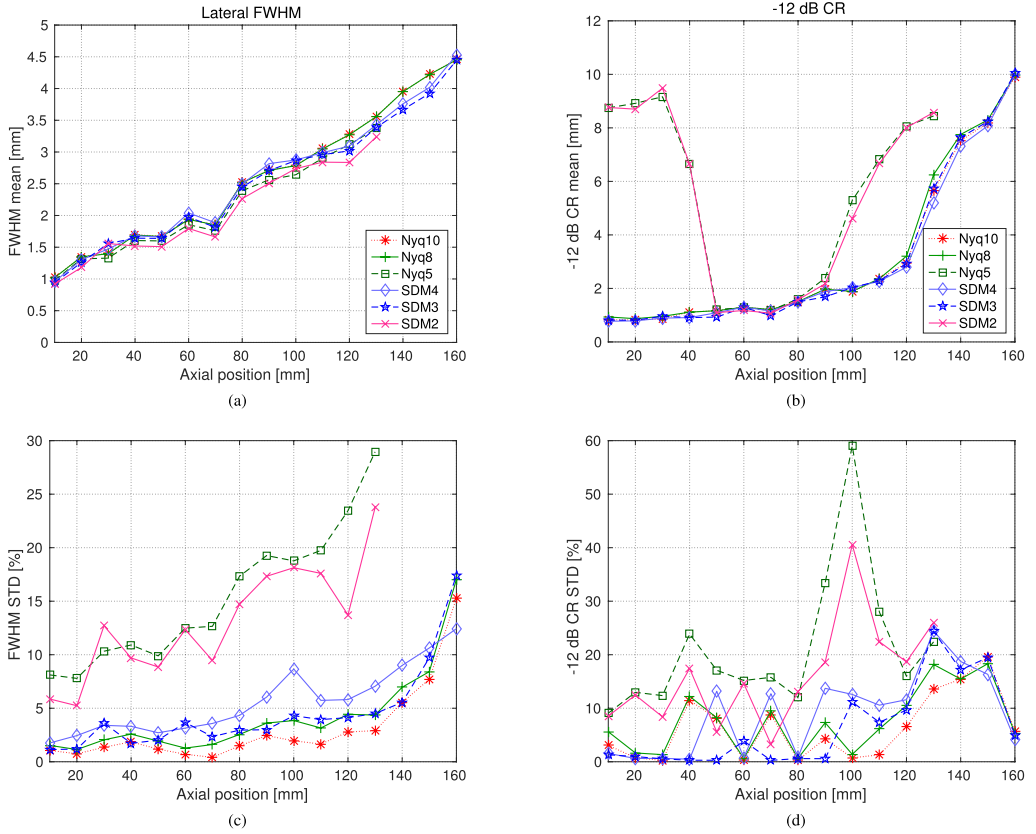 Lateral FWHM
5
4.5
4
3.5
3
2.5
2
1.5
1
0.5
0
FWHM mean [mm]
Nyq10
Nyq8
Nyq5
SDM4
SDM3
SDM2
20 40 60 80 100 120 140 160
Axial position [mm]
(a)
-12 dB CR
12
10
8
6
4
2
0
-12 dB CR mean [mm]
Nyq10
Nyq8
Nyq5
SDM4
SDM3
SDM2
20 40 60 80 100 120 140 160
Axial position [mm]
(b)
30
25
20
15
10
5
0
FWHM STD [%]
20 40 60 80 100 120 140 160
Axial position [mm]
(c)
60
50
40
30
20
10
0
-12 dB CR STD [%]
20 40 60 80 100 120 140 160
Axial position [mm]
(d)